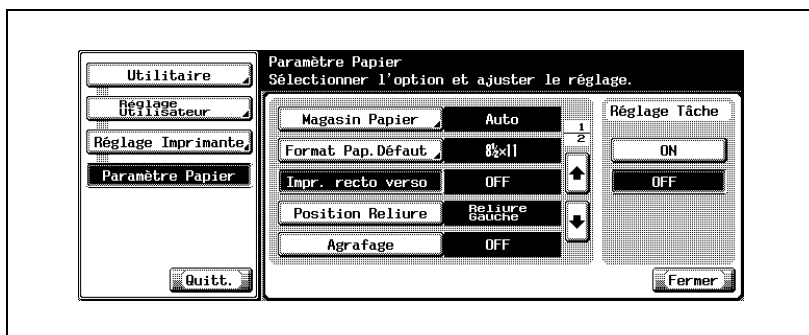 Paramètre Papier
Sélectionner l'option et ajuster le réglage.
Utilitaire
Réglage
Utilisateur
Réglage Imprimante
Paramètre Papier
Quitt.
Magasin Papier
Auto
Format Pap.Défaut
8½×11
Impr. recto verso
OFF
Position Reliure
Reliure
Gauche
Agrafage
OFF
1
2
Réglage Tâche
ON
OFF
Fermer